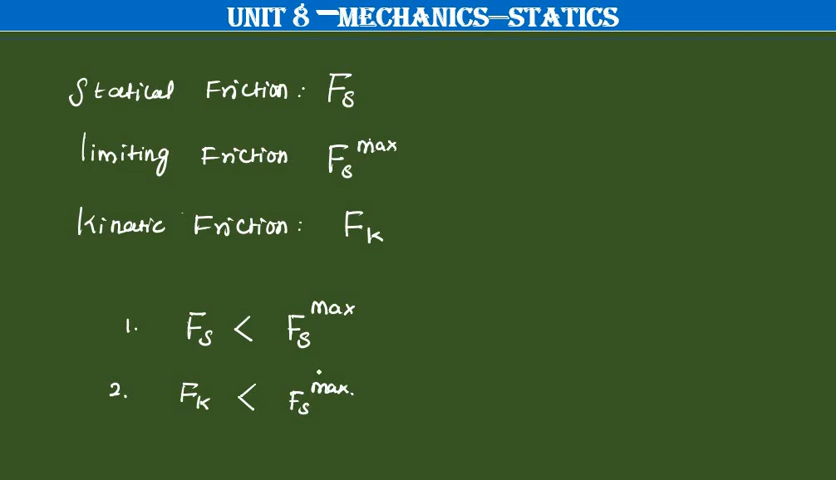 UNIT 8 –MECHANICS–STATICS
Statical Friction: Fs
limiting Friction Fs max
Kinetic Friction: FK
1. Fs < Fs max
2. FK < Fs max.